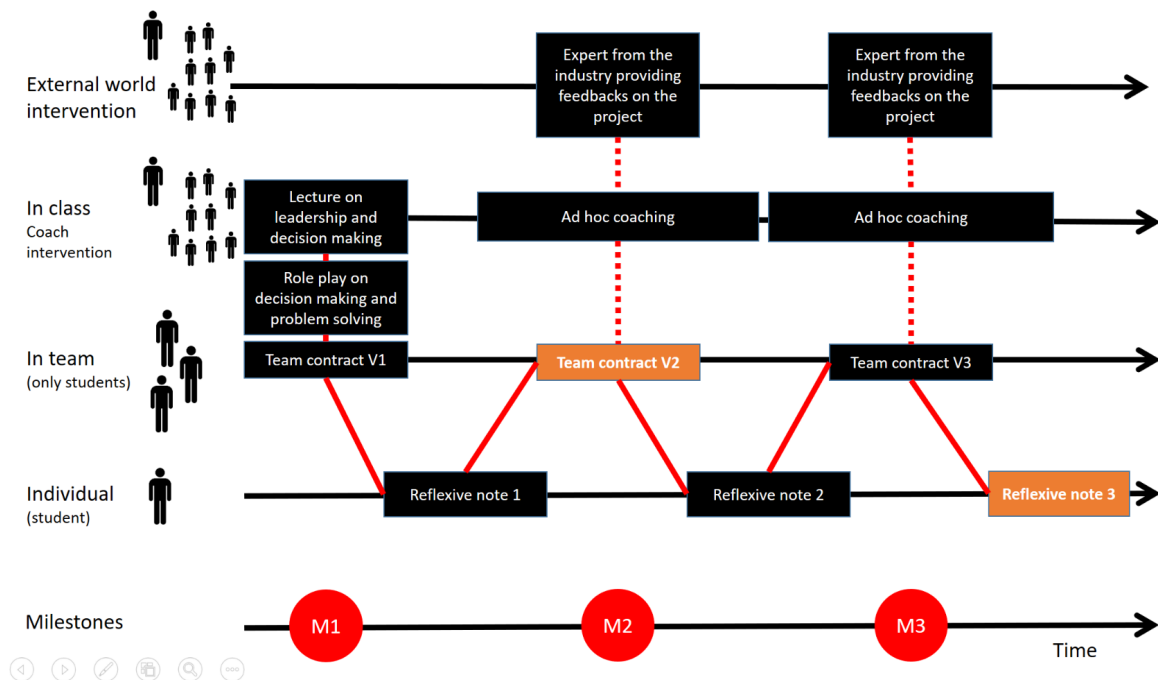 External world
intervention
Expert from the
industry providing
feedbacks on the
project
Expert from the
industry providing
feedbacks on the
project
In class
Coach
intervention
Lecture on
leadership and
decision making
Ad hoc coaching
Ad hoc coaching
Role play on
decision making and
problem solving
In team
(only students)
Team contract V1
Team contract V2
Team contract V3
Individual
(student)
Reflexive note 1
Reflexive note 2
Reflexive note 3
Milestones
M1
M2
M3
Time